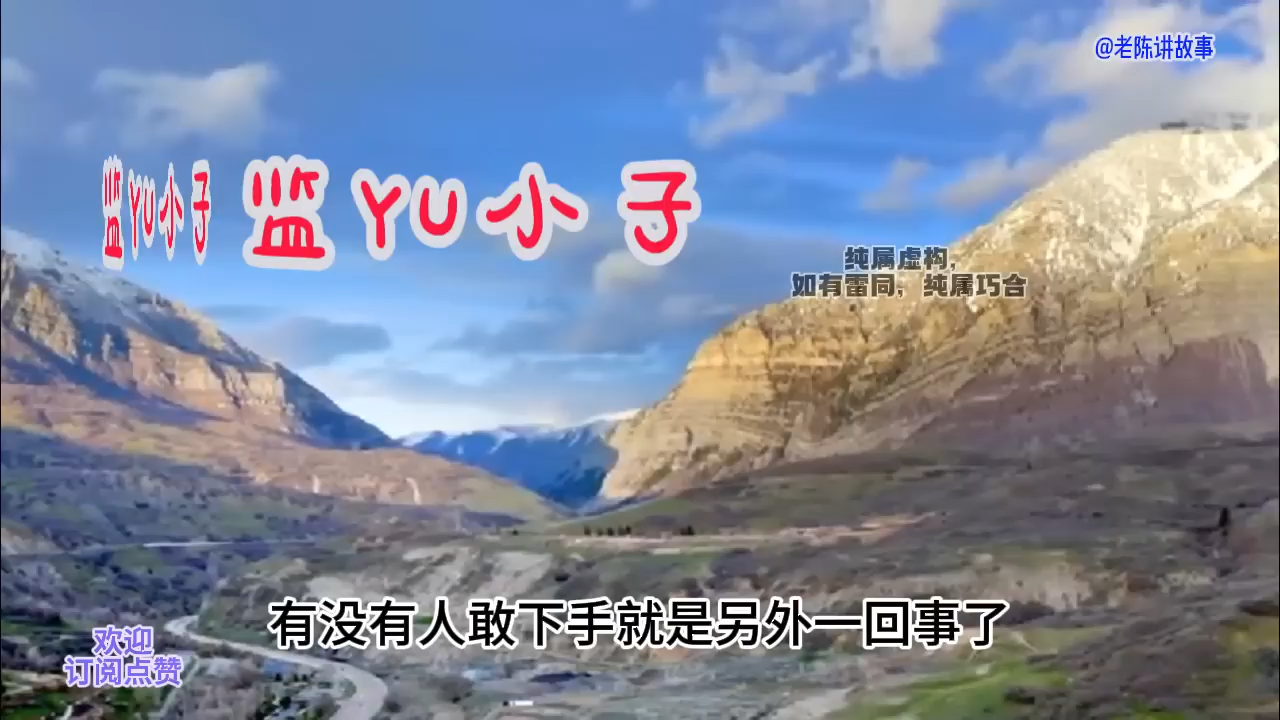 @老陈讲故事
监YU小子 监YU小子
纯属虚构，
如有雷同，纯属巧合
有没有人敢下手就是另外一回事了
欢迎
订阅点赞